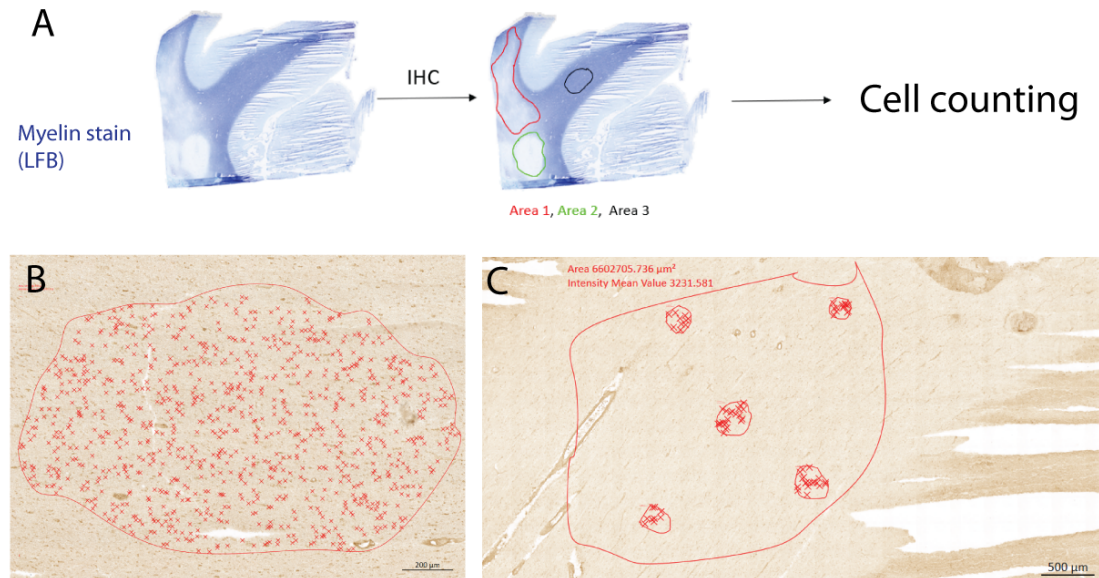 A
IHC
Cell counting
Myelin stain
(LFB)
Area 1, Area 2, Area 3
B
200 µm
C
Area 6602705.736 µm²
Intensity Mean Value 3231.581
500 µm